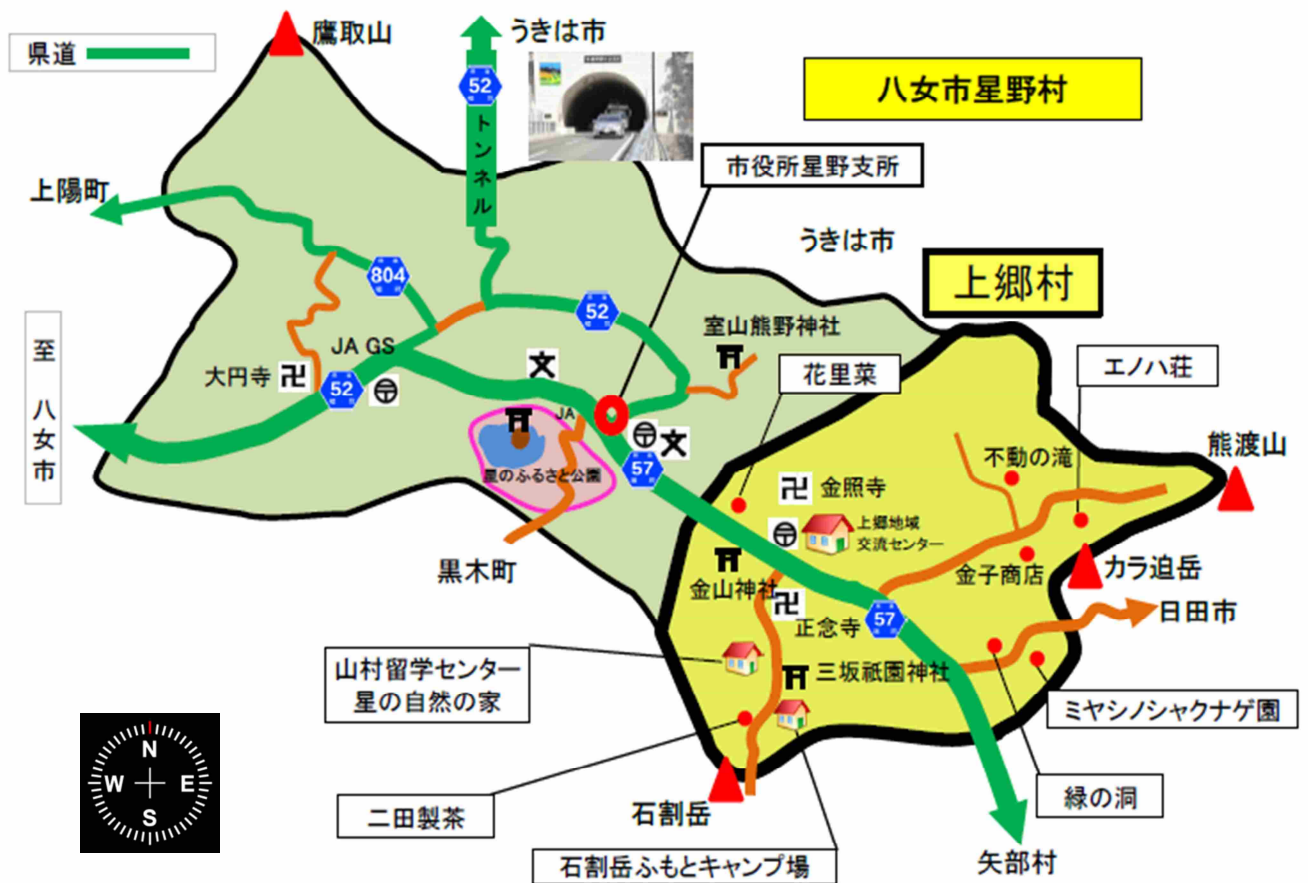 鷹取山
うきは市
県道
52
トンネル
八女市星野村
市役所星野支所
上陽町
うきは市
804
上郷村
52
室山熊野神社
JA GS
文
花里菜
エノハ荘
至 八女市
大円寺
卍
52
〒
JA
〒
文
57
不動の滝
熊渡山
星のふるさと公園
卍
金照寺
〒
上郷地域
交流センター
黒木町
金山神社
金子商店
カラ迫岳
日田市
卍
正念寺
57
山村留学センター
星の自然の家
三坂祇園神社
ミヤシノシャクナゲ園
N
W
E
S
二田製茶
石割岳
緑の洞
石割岳ふもとキャンプ場
矢部村